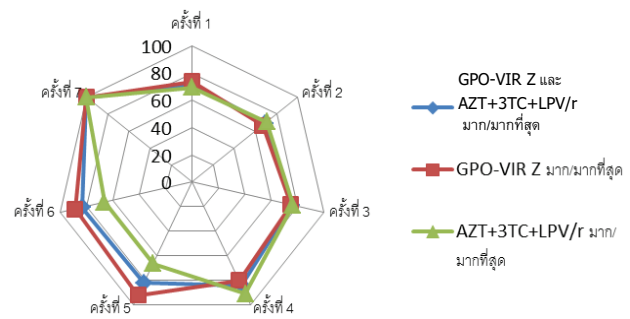 ครั้งที่ 1
100
80
60
40
20
0
ครั้งที่ 2
ครั้งที่ 3
ครั้งที่ 4
ครั้งที่ 5
ครั้งที่ 6
ครั้งที่ 7
GPO-VIR Z และ
AZT+3TC+LPV/r
มาก/มากที่สุด
GPO-VIR Z มาก/มากที่สุด
AZT+3TC+LPV/r มาก/
มากที่สุด